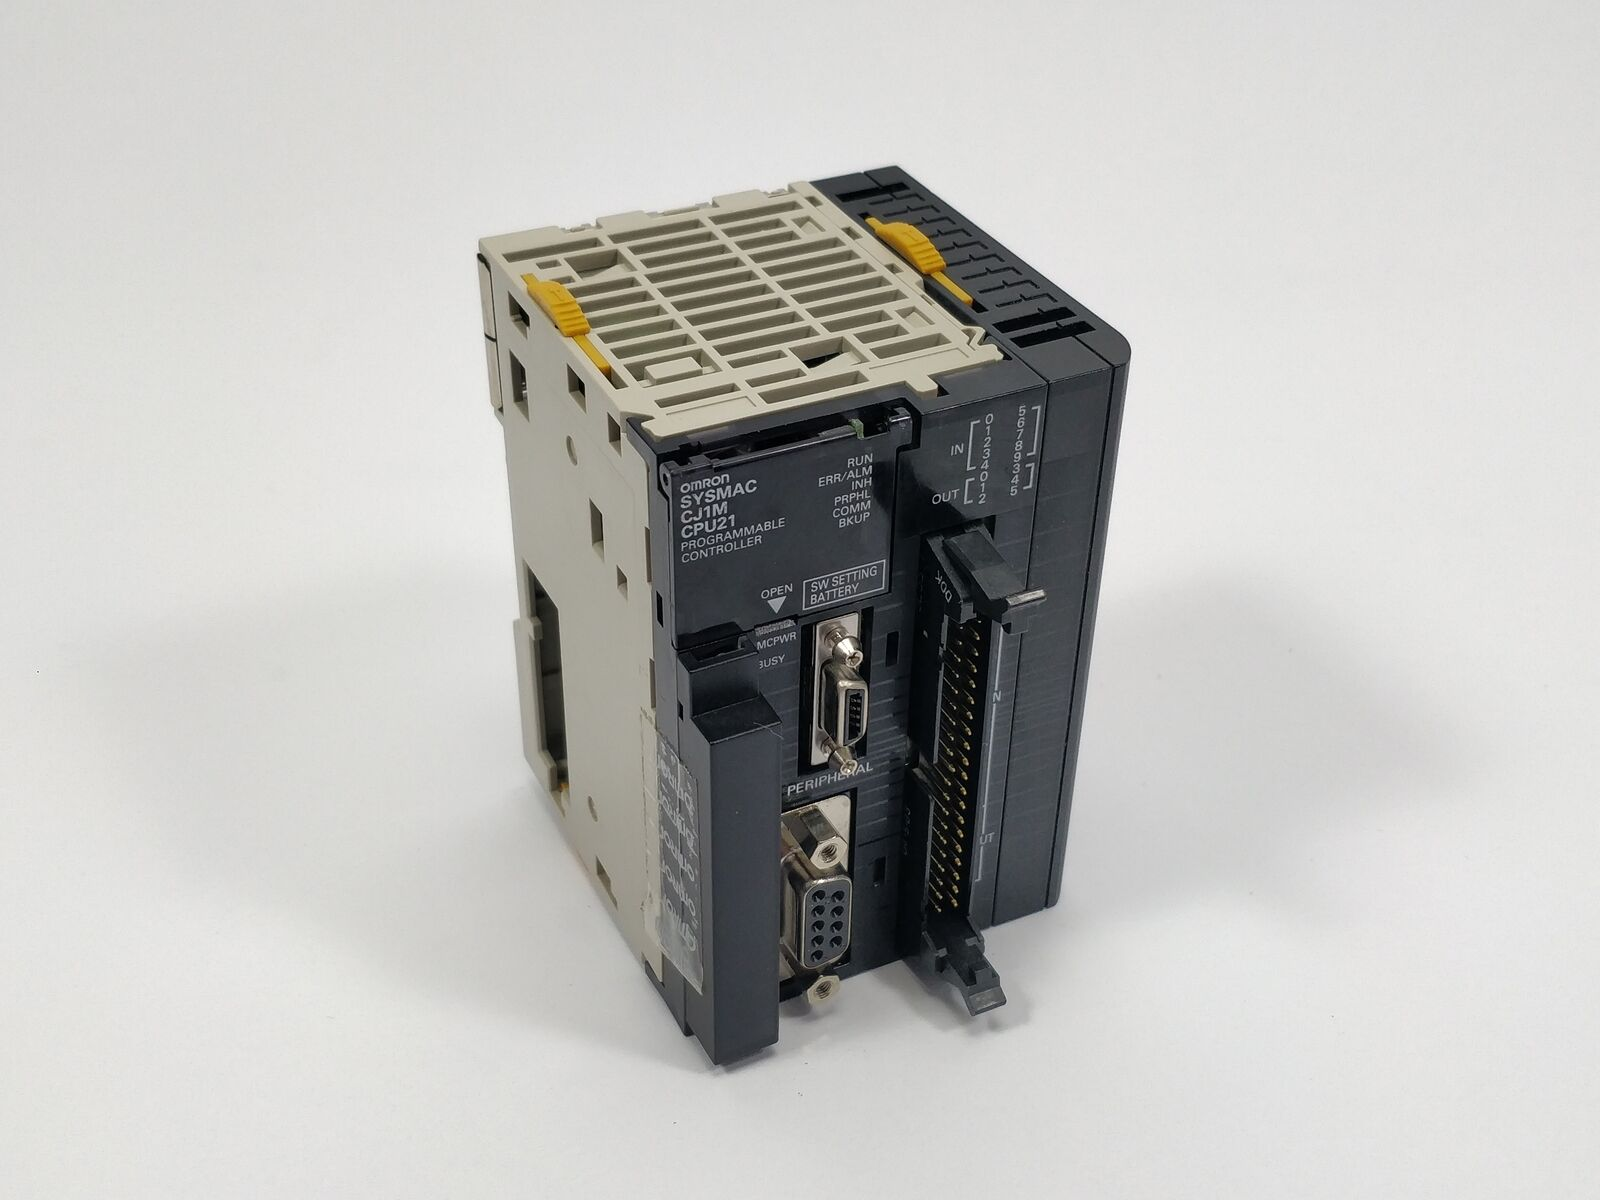 omron
SYSMAC
CJ1M
CPU21
PROGRAMMABLE
CONTROLLER
RUN
ERR/ALM
INH
PRPHL
COMM
BKUP
OPEN
SW SETTING
BATTERY
MCPWR
BUSY
PERIPHERAL
IN
0 5
1 6
2 7
3 8
4 9
OUT
0 3
1 4
2 5
DDK
omron